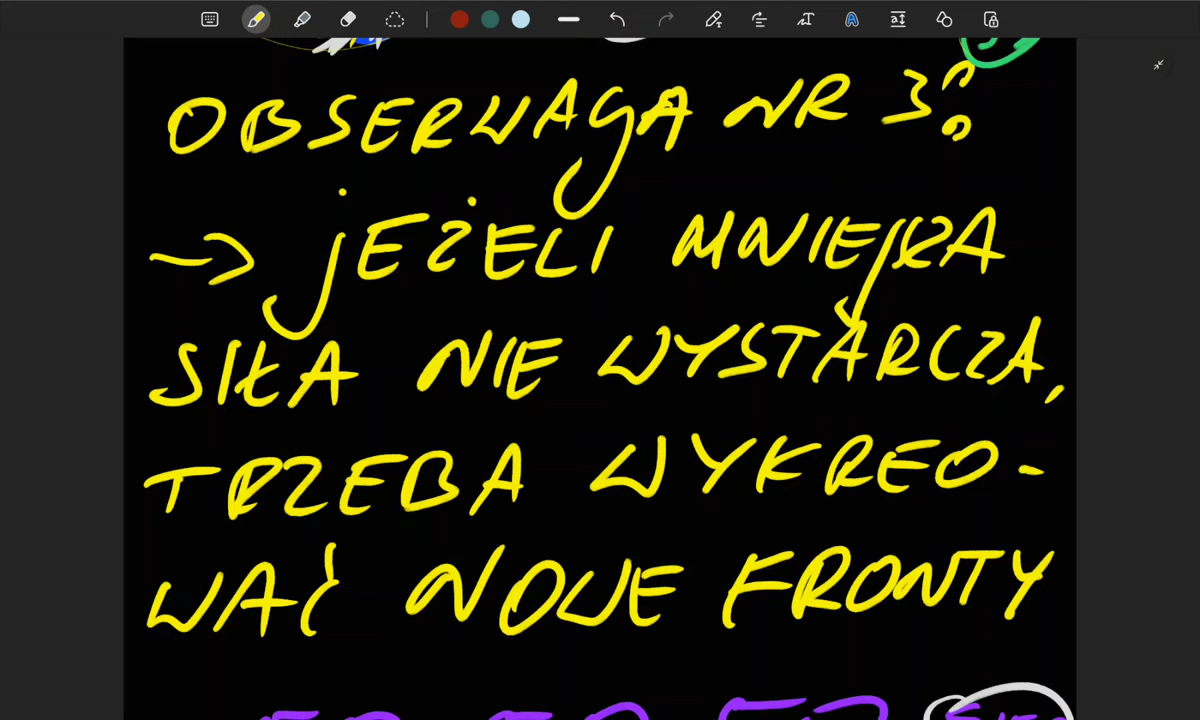 OBSERWACJA NR 3:
→ JEŻELI MNIEJSZA
SIŁA NIE WYSTARCZA,
TRZEBA WYKREO-
WAĆ NOWE FRONTY